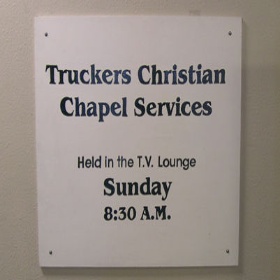 Truckers Christian
Chapel Services
Held in the T.V. Lounge
Sunday
8:30 A.M.